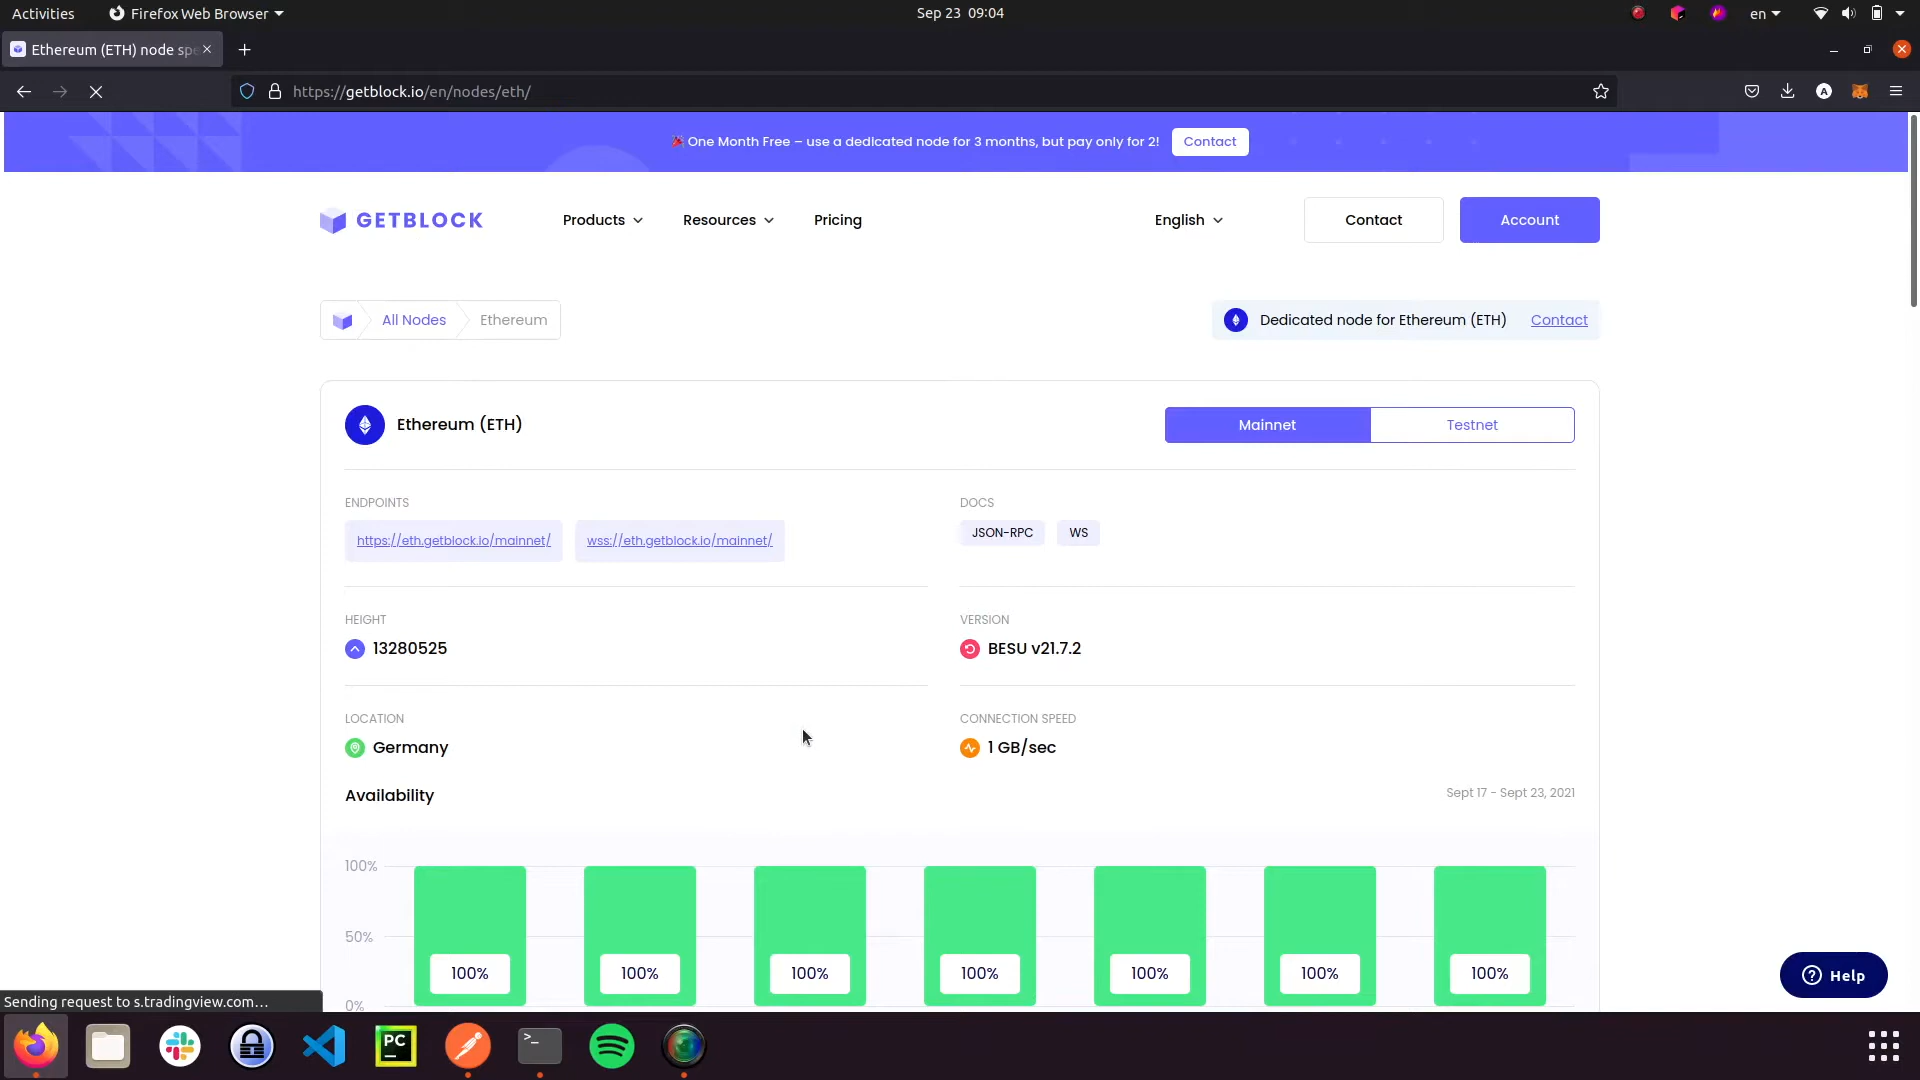 Activities
Firefox Web Browser
Sep 23 09:04
en
Ethereum (ETH) node spe
https://getblock.io/en/nodes/eth/
A
One Month Free – use a dedicated node for 3 months, but pay only for 2!
Contact
GETBLOCK
Products
Resources
Pricing
English
Contact
Account
All Nodes
Ethereum
Dedicated node for Ethereum (ETH)
Contact
Ethereum (ETH)
Mainnet
Testnet
ENDPOINTS
https://eth.getblock.io/mainnet/
wss://eth.getblock.io/mainnet/
DOCS
JSON-RPC
WS
HEIGHT
13280525
VERSION
BESU v21.7.2
LOCATION
Germany
CONNECTION SPEED
1 GB/sec
Availability
Sept 17 - Sept 23, 2021
100%
50%
0%
100%
100%
100%
100%
100%
100%
100%
Help
Sending request to s.tradingview.com…
PC
>_